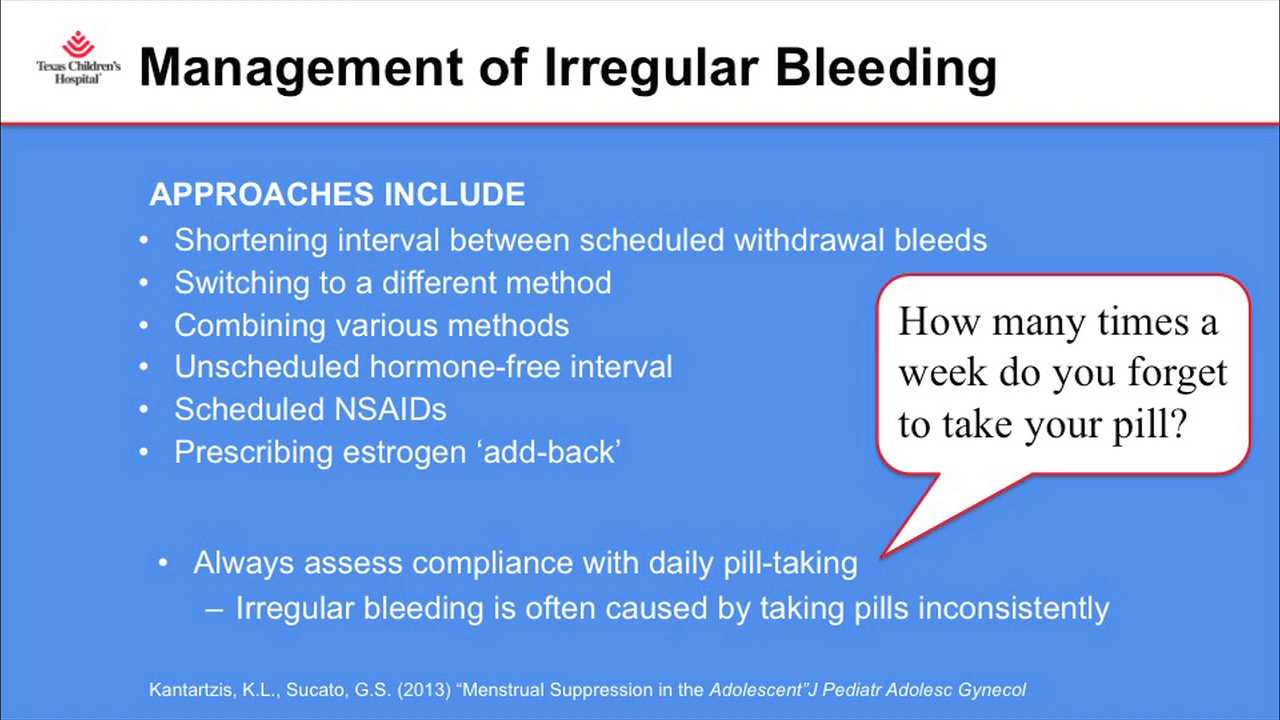 Texas Children's
Hospital
Management of Irregular Bleeding
APPROACHES INCLUDE
• Shortening interval between scheduled withdrawal bleeds
• Switching to a different method
• Combining various methods
• Unscheduled hormone-free interval
• Scheduled NSAIDs
• Prescribing estrogen ‘add-back’
How many times a
week do you forget
to take your pill?
• Always assess compliance with daily pill-taking
– Irregular bleeding is often caused by taking pills inconsistently
Kantartzis, K.L., Sucato, G.S. (2013) “Menstrual Suppression in the Adolescent”J Pediatr Adolesc Gynecol